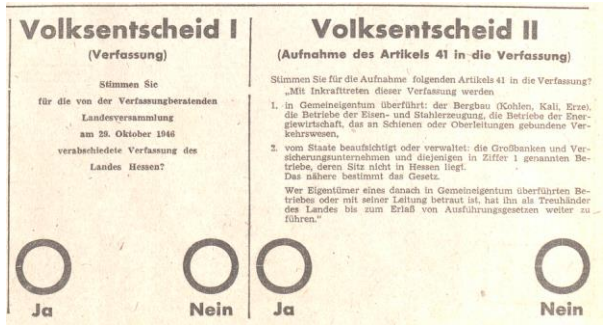 Volksentscheid I
(Verfassung)
Stimmen Sie
für die von der Verfassungberatenden
Landesversammlung
am 29. Oktober 1946
verabschiedete Verfassung des
Landes Hessen?
Ja
Nein
Volksentscheid II
(Aufnahme des Artikels 41 in die Verfassung)
Stimmen Sie für die Aufnahme folgenden Artikels 41 in die Verfassung?
„Mit Inkrafttreten dieser Verfassung werden
1. in Gemeineigentum überführt: der Bergbau (Kohlen, Kali, Erze),
die Betriebe der Eisen- und Stahlerzeugung, die Betriebe der Ener-
giewirtschaft, das an Schienen oder Oberleitungen gebundene Ver-
kehrswesen,
2. vom Staate beaufsichtigt oder verwaltet: die Großbanken und Ver-
sicherungsunternehmen und diejenigen in Ziffer 1 genannten Be-
triebe, deren Sitz nicht in Hessen liegt.
Das nähere bestimmt das Gesetz.
Wer Eigentümer eines danach in Gemeineigentum überführten Be-
triebes oder mit seiner Leitung betraut ist, hat ihn als Treuhänder
des Landes bis zum Erlaß von Ausführungsgesetzen weiter zu
führen.“
Ja
Nein